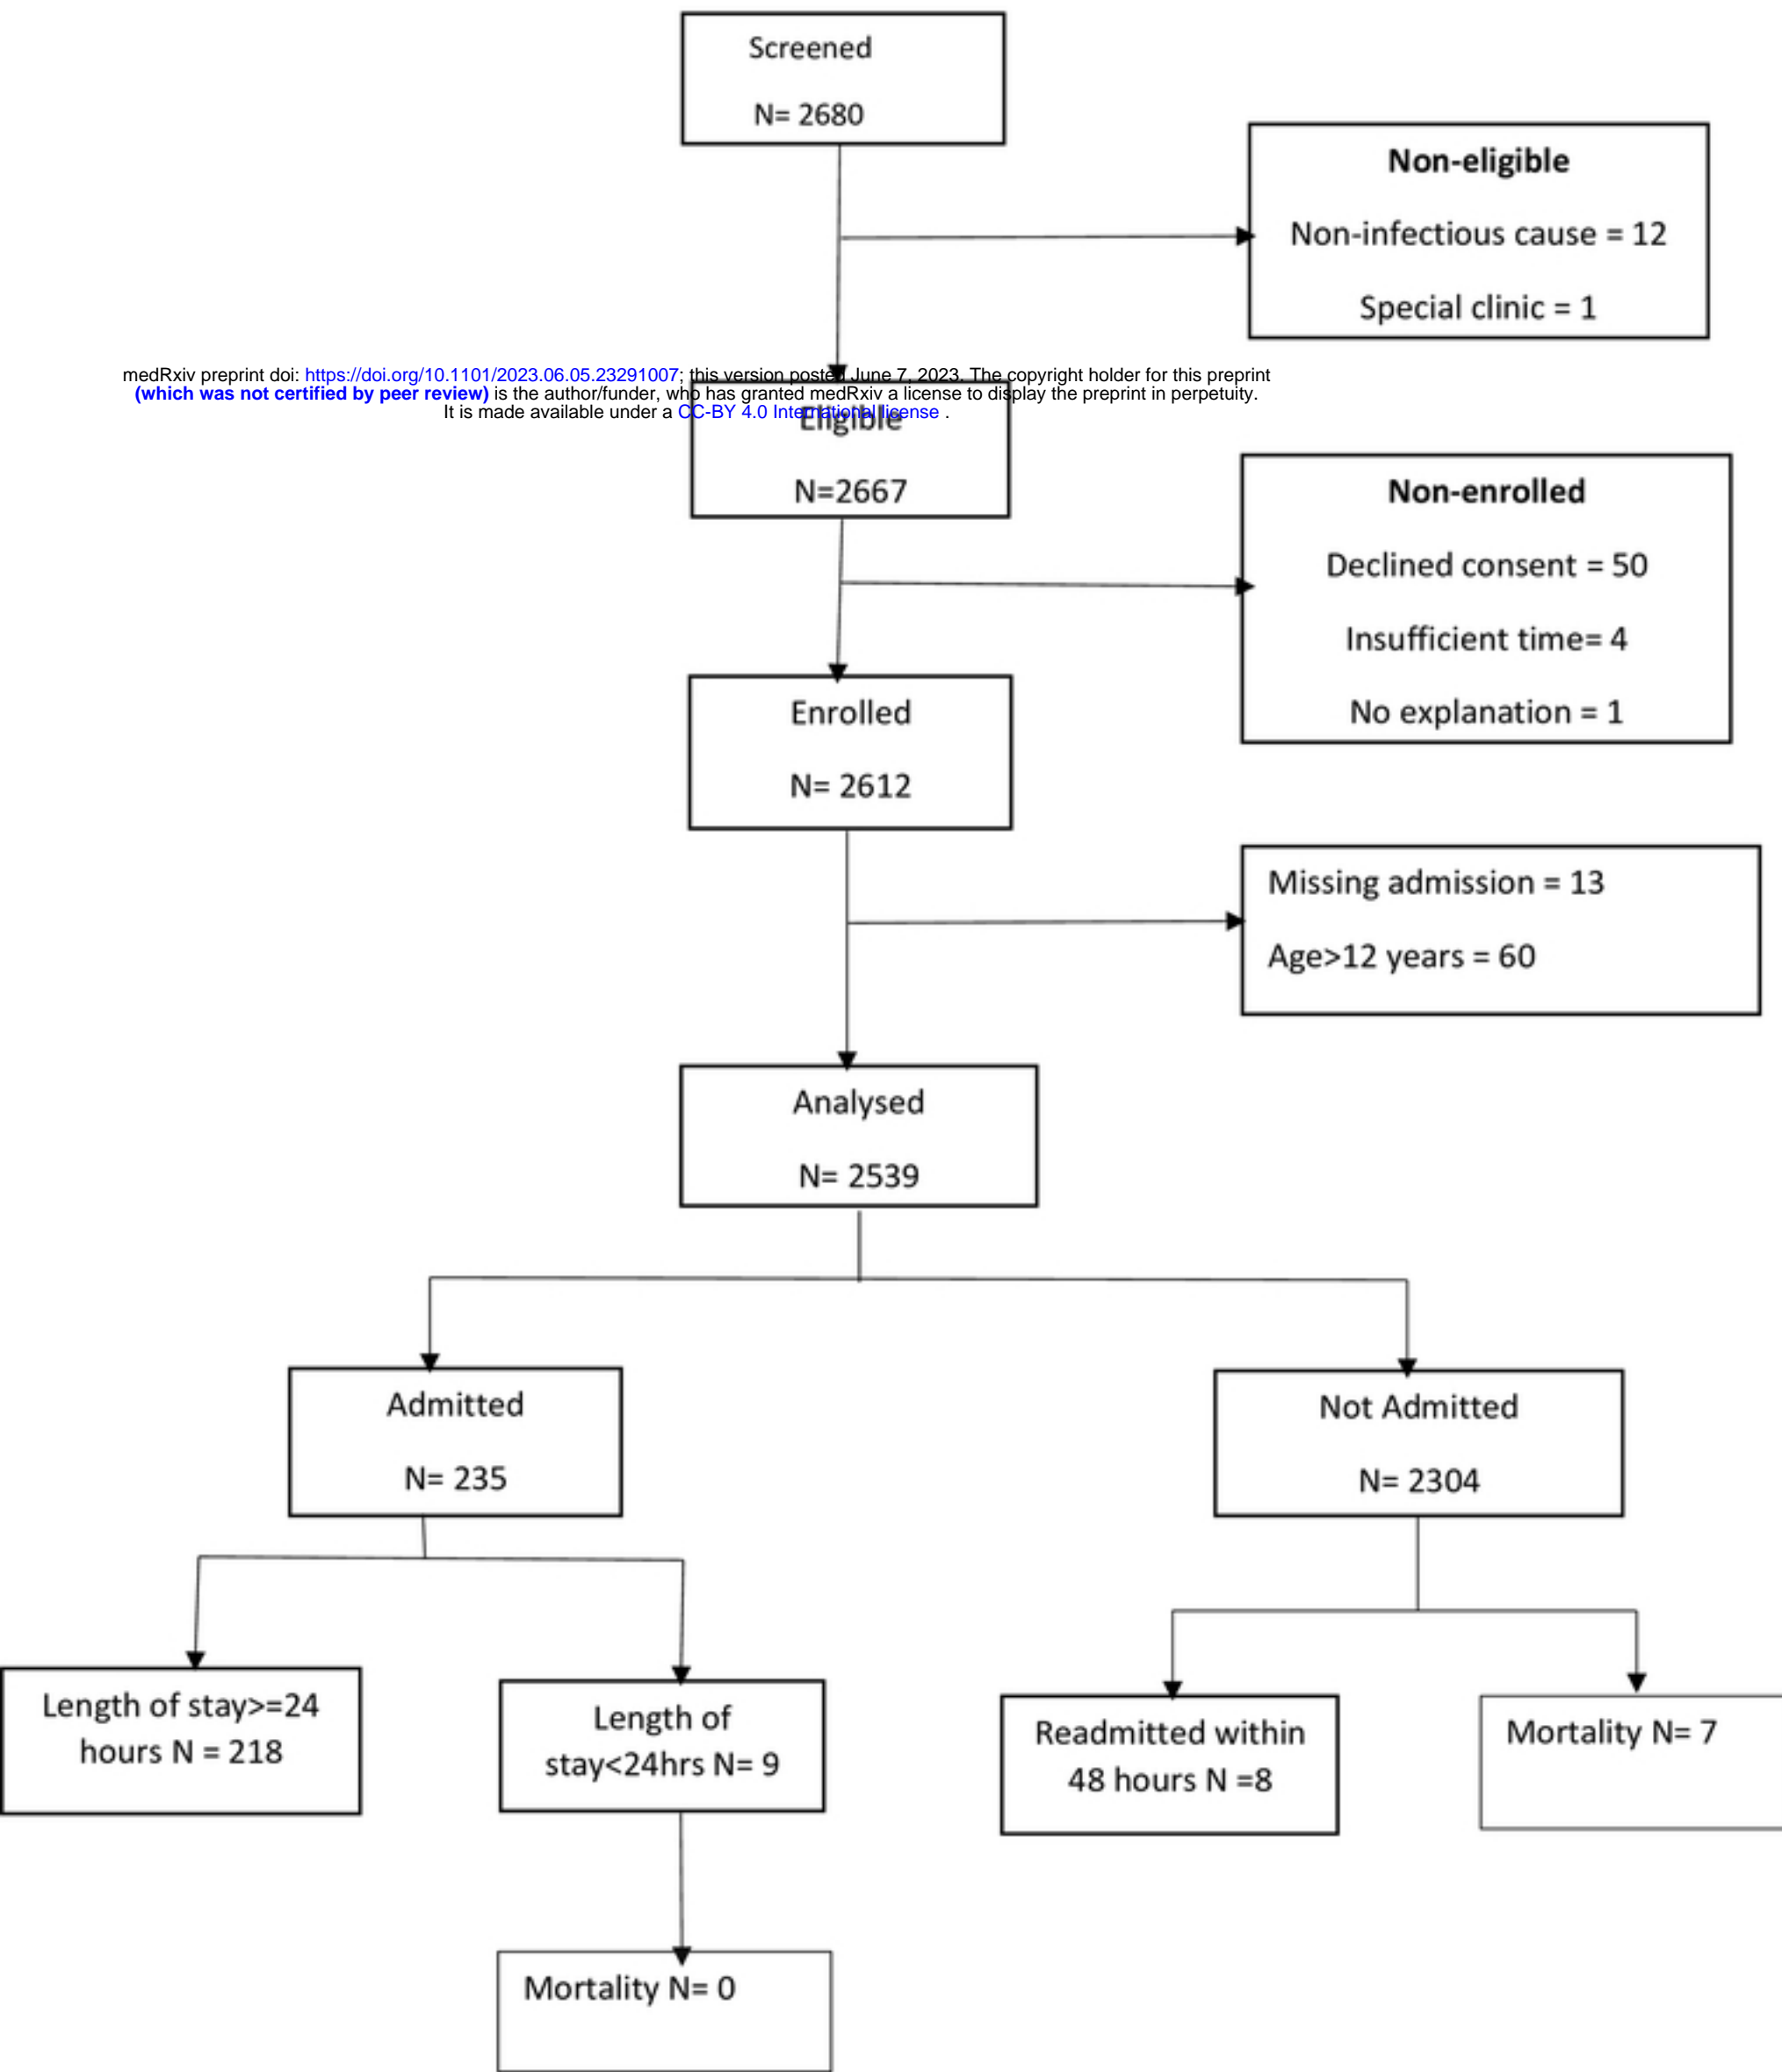 Screened
N= 2680
Non-eligible
Non-infectious cause = 12
Special clinic = 1
medRxiv preprint doi: https://doi.org/10.1101/2023.06.05.23291007; this version posted June 7, 2023. The copyright holder for this preprint
(which was not certified by peer review) is the author/funder, who has granted medRxiv a license to display the preprint in perpetuity.
It is made available under a CC-BY 4.0 International license .
Eligible
N=2667
Non-enrolled
Declined consent = 50
Insufficient time= 4
No explanation = 1
Enrolled
N= 2612
Missing admission = 13
Age>12 years = 60
Analysed
N= 2539
Admitted
N= 235
Not Admitted
N= 2304
Length of stay>=24
hours N = 218
Length of
stay<24hrs N= 9
Readmitted within
48 hours N =8
Mortality N= 7
Mortality N= 0